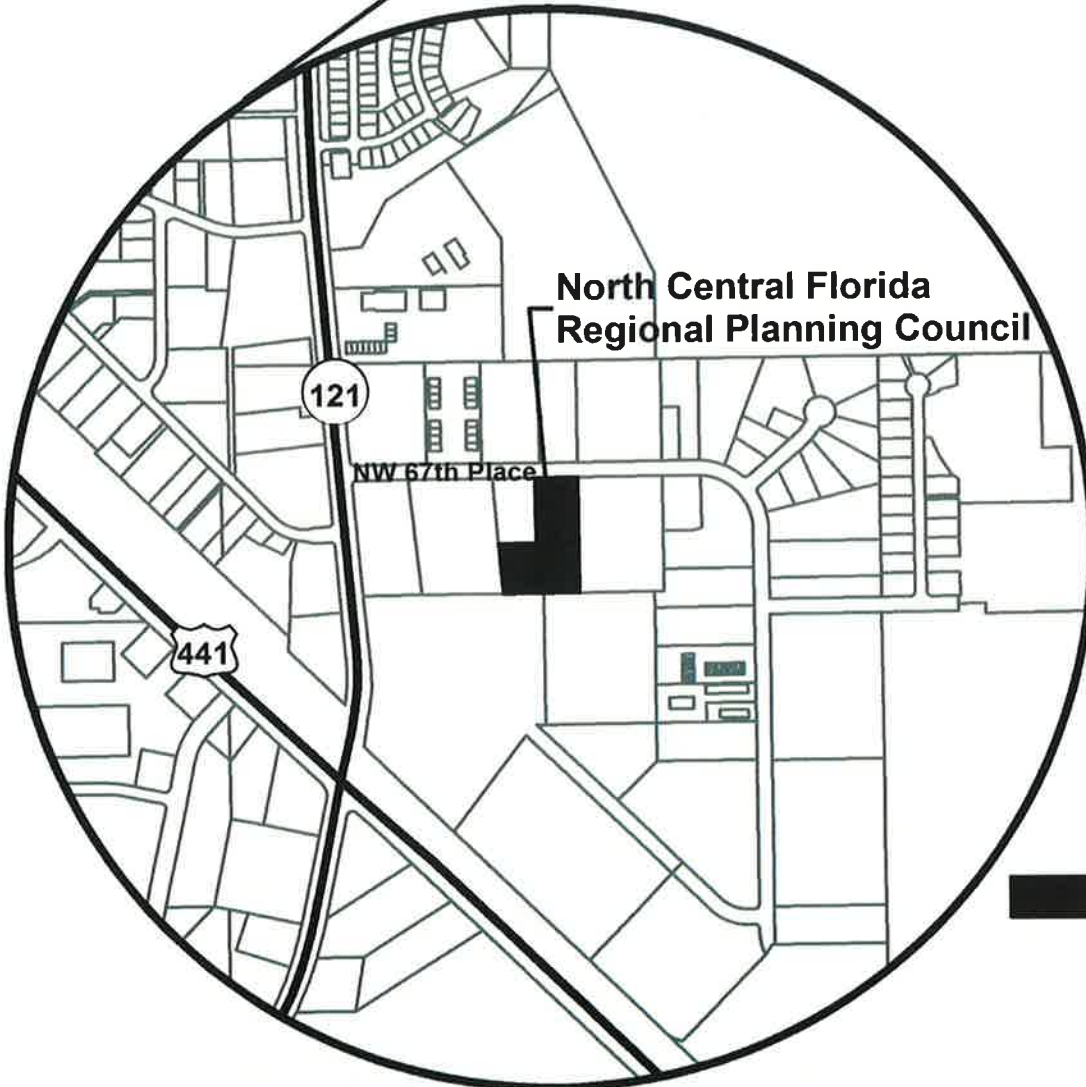 North Central Florida
Regional Planning Council
121
NW 67th Place
441